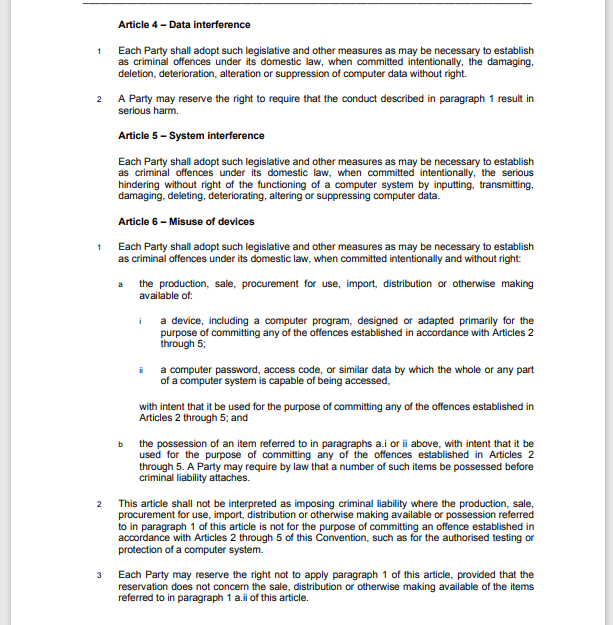 Article 4 – Data interference
1 Each Party shall adopt such legislative and other measures as may be necessary to establish
as criminal offences under its domestic law, when committed intentionally, the damaging,
deletion, deterioration, alteration or suppression of computer data without right.
2 A Party may reserve the right to require that the conduct described in paragraph 1 result in
serious harm.
Article 5 – System interference
Each Party shall adopt such legislative and other measures as may be necessary to establish
as criminal offences under its domestic law, when committed intentionally, the serious
hindering without right of the functioning of a computer system by inputting, transmitting,
damaging, deleting, deteriorating, altering or suppressing computer data.
Article 6 – Misuse of devices
1 Each Party shall adopt such legislative and other measures as may be necessary to establish
as criminal offences under its domestic law, when committed intentionally and without right:
a the production, sale, procurement for use, import, distribution or otherwise making
available of:
i a device, including a computer program, designed or adapted primarily for the
purpose of committing any of the offences established in accordance with Articles 2
through 5;
ii a computer password, access code, or similar data by which the whole or any part
of a computer system is capable of being accessed,
with intent that it be used for the purpose of committing any of the offences established in
Articles 2 through 5; and
b the possession of an item referred to in paragraphs a.i or ii above, with intent that it be
used for the purpose of committing any of the offences established in Articles 2
through 5. A Party may require by law that a number of such items be possessed before
criminal liability attaches.
2 This article shall not be interpreted as imposing criminal liability where the production, sale,
procurement for use, import, distribution or otherwise making available or possession referred
to in paragraph 1 of this article is not for the purpose of committing an offence established in
accordance with Articles 2 through 5 of this Convention, such as for the authorised testing or
protection of a computer system.
3 Each Party may reserve the right not to apply paragraph 1 of this article, provided that the
reservation does not concern the sale, distribution or otherwise making available of the items
referred to in paragraph 1 a.ii of this article.